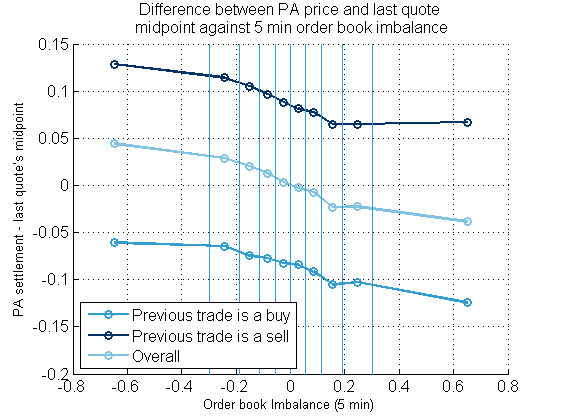 Difference between PA price and last quote
midpoint against 5 min order book imbalance
PA settlement - last quote's midpoint
0.15
0.1
0.05
0
-0.05
-0.1
-0.15
-0.2
Previous trade is a buy
Previous trade is a sell
Overall
-0.8 -0.6 -0.4 -0.2 0 0.2 0.4 0.6 0.8
Order book Imbalance (5 min)